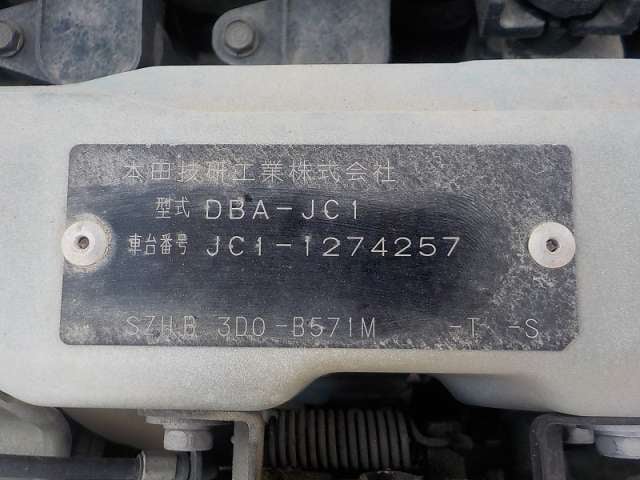 本田技研工業株式会社
型式 DBA-JC1
車台番号 JC1-1274257
3D0-B571M -T -S